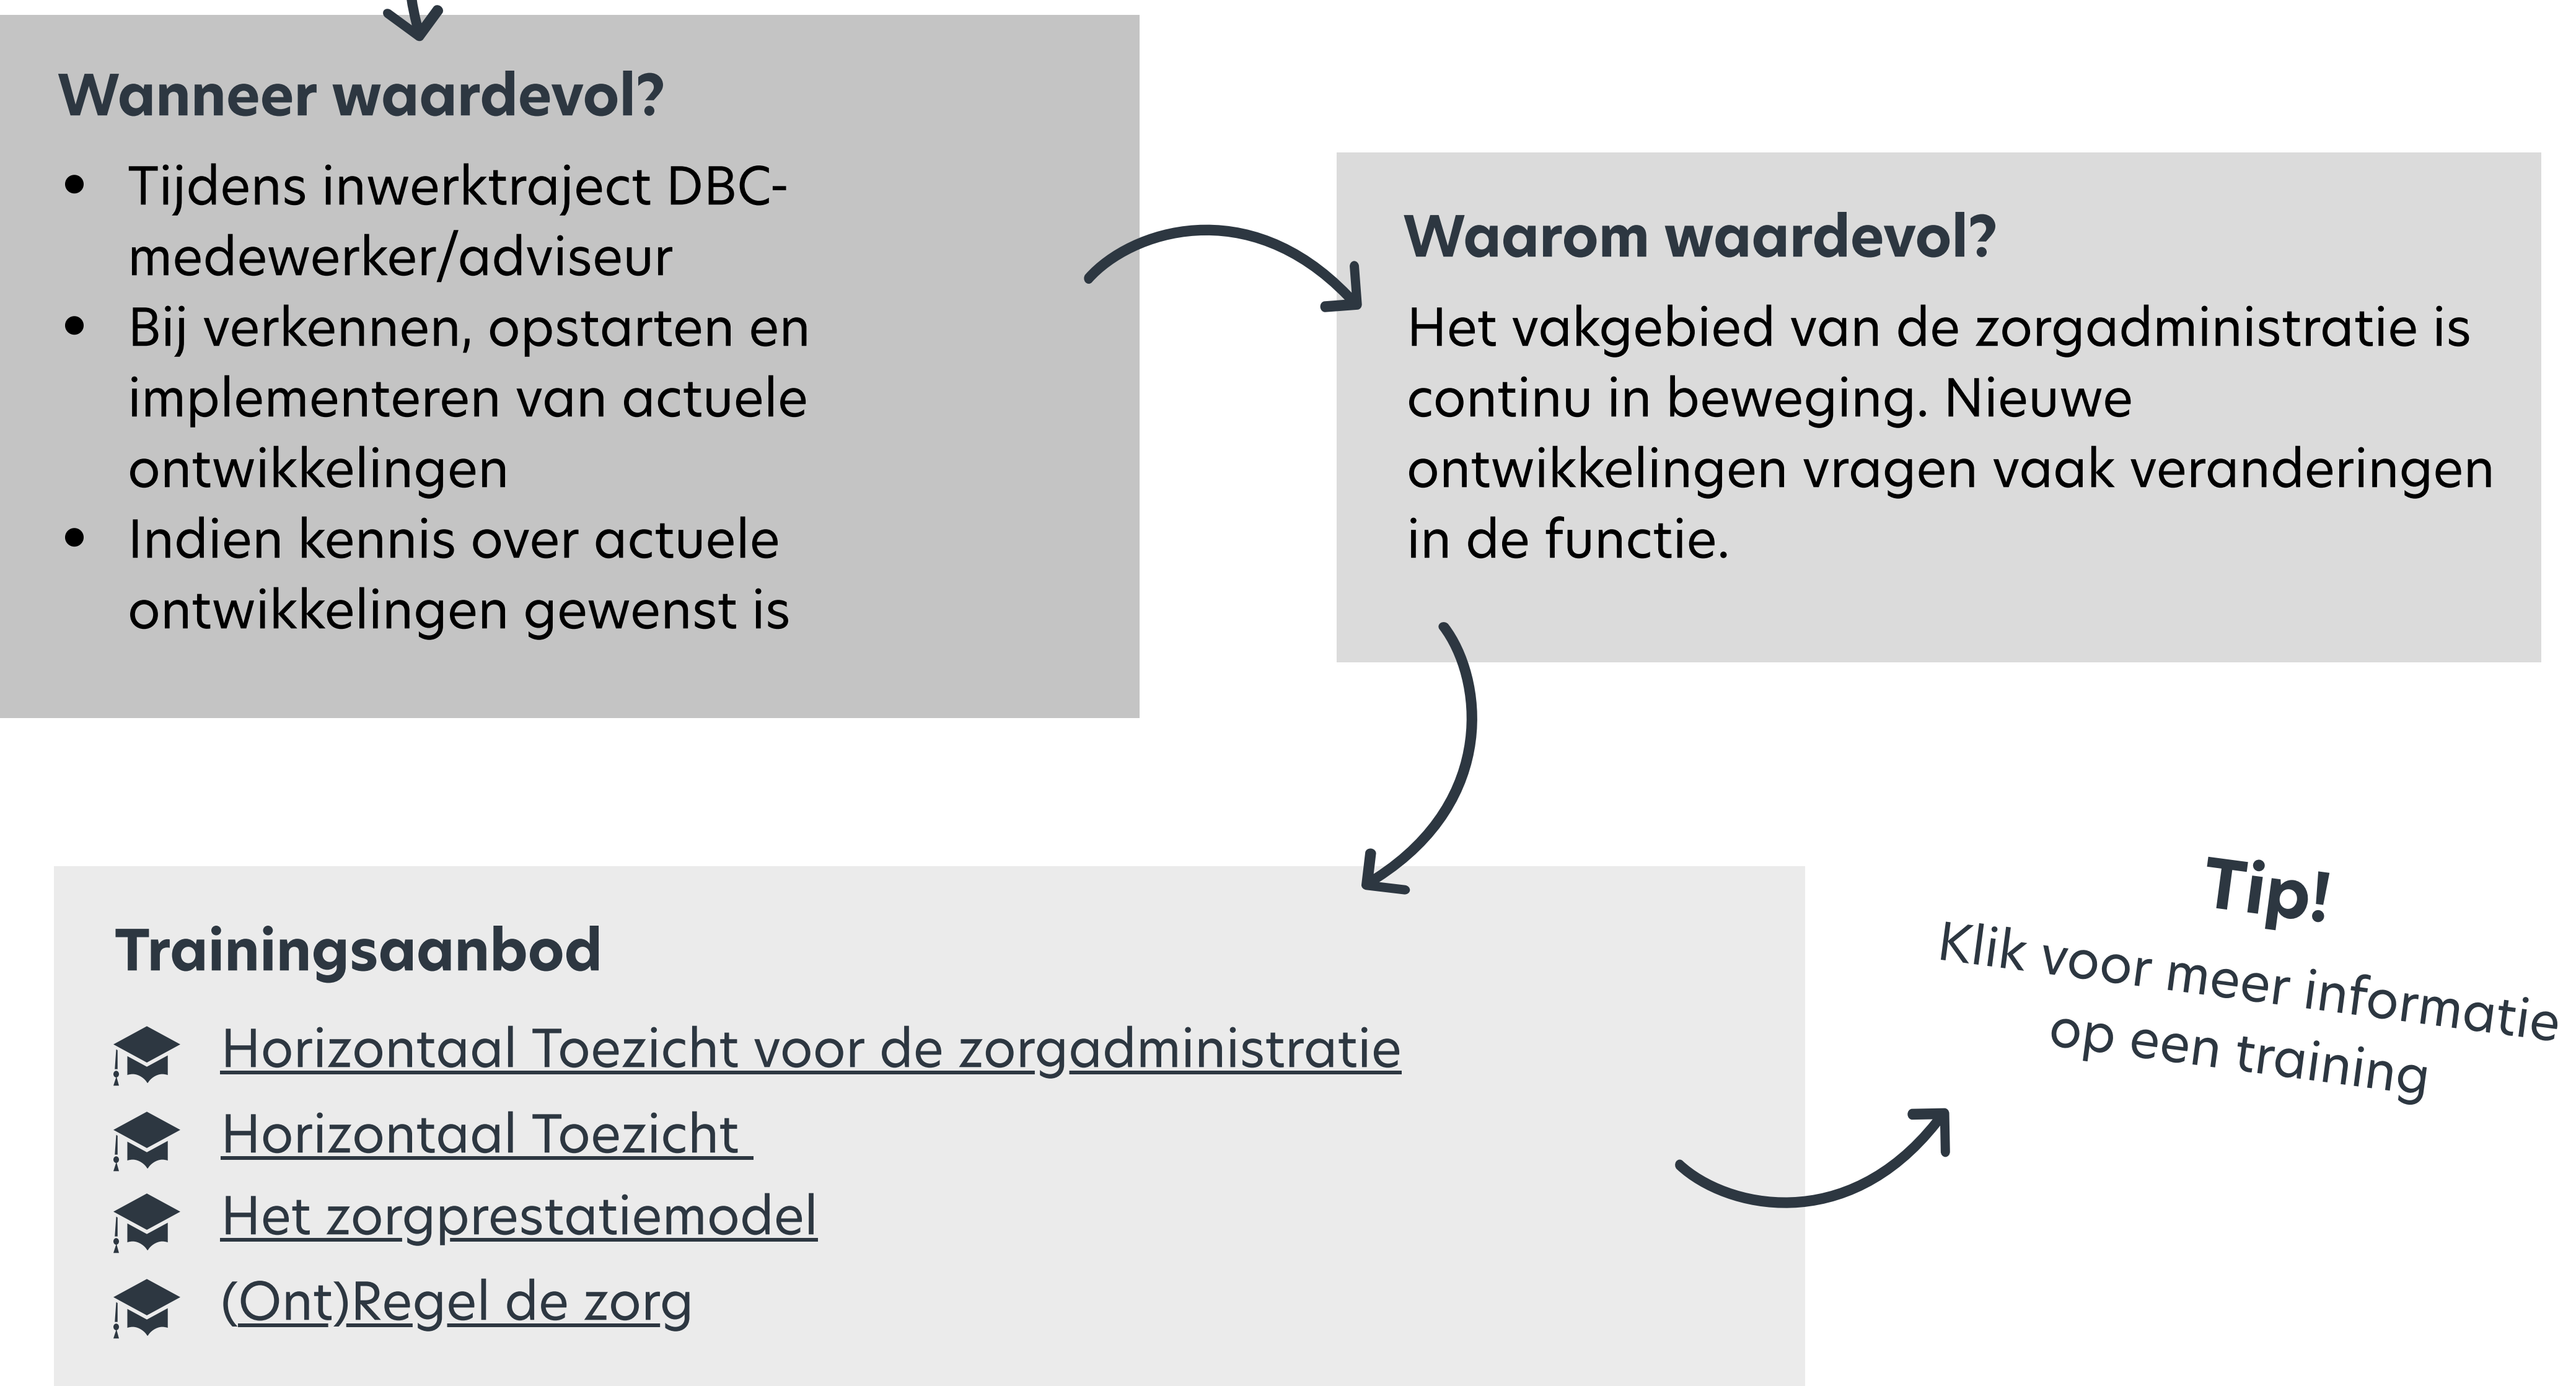 Wanneer waardevol?
• Tijdens inwerktraject DBC-
medewerker/adviseur
• Bij verkennen, opstarten en
implementeren van actuele
ontwikkelingen
• Indien kennis over actuele
ontwikkelingen gewenst is
Waarom waardevol?
Het vakgebied van de zorgadministratie is
continu in beweging. Nieuwe
ontwikkelingen vragen vaak veranderingen
in de functie.
Trainingsaanbod
Horizontaal Toezicht voor de zorgadministratie
Horizontaal Toezicht
Het zorgprestatiemodel
(Ont)Regel de zorg
Tip!
Klik voor meer informatie
op een training